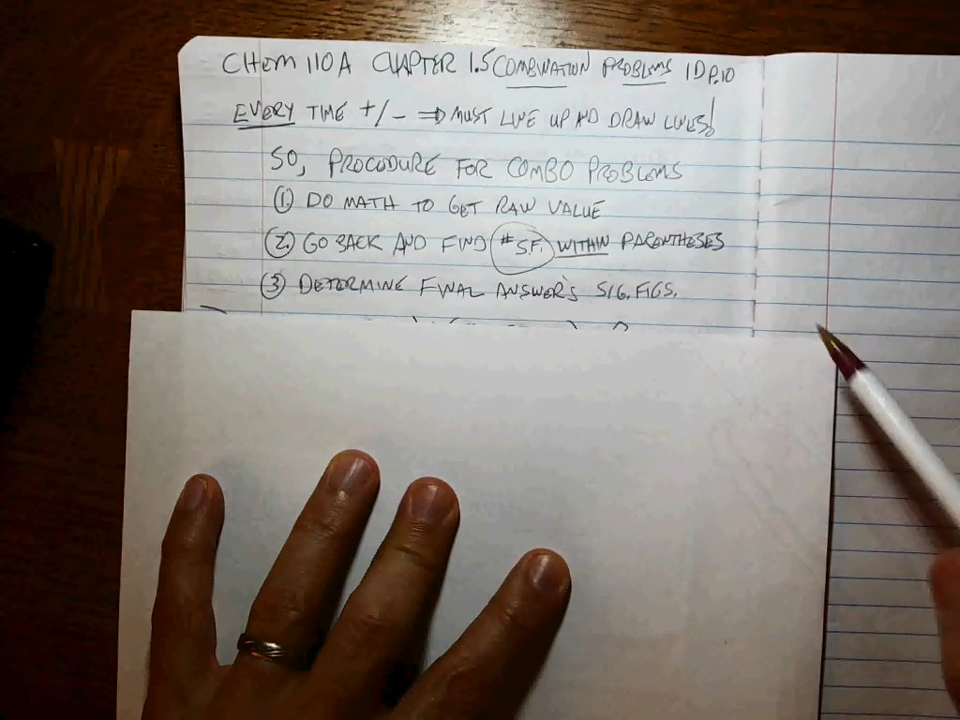 CHEM 110A CHAPTER 1.5 COMBINATION PROBLEMS 1D P.10
EVERY TIME +/- ⇒ MUST LINE UP AND DRAW LINES!
SO, PROCEDURE FOR COMBO PROBLEMS
① DO MATH TO GET RAW VALUE
②. GO BACK AND FIND #S.F. WITHIN PARENTHESES
③ DETERMINE FINAL ANSWER'S SIG. FIGS.